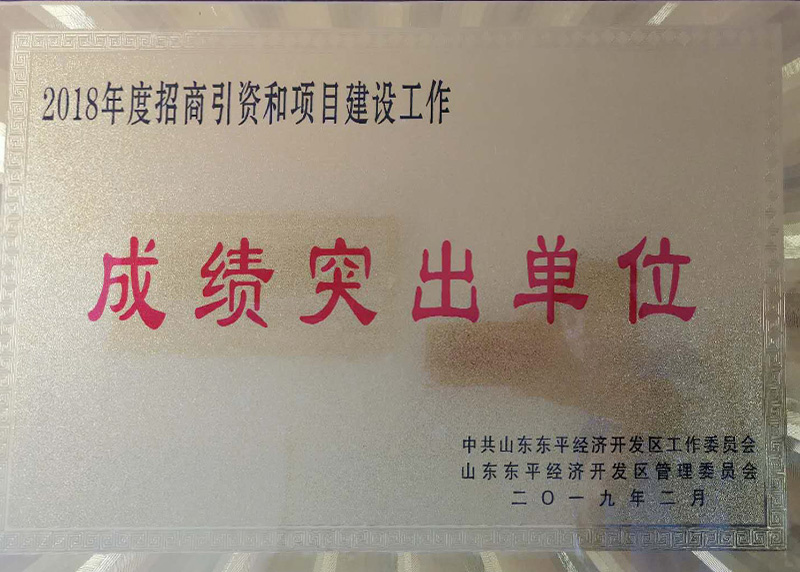 2018年度招商引资和项目建设工作
成绩突出单位
中共山东东平经济开发区工作委员会
山东东平经济开发区管理委员会
二〇一九年二月